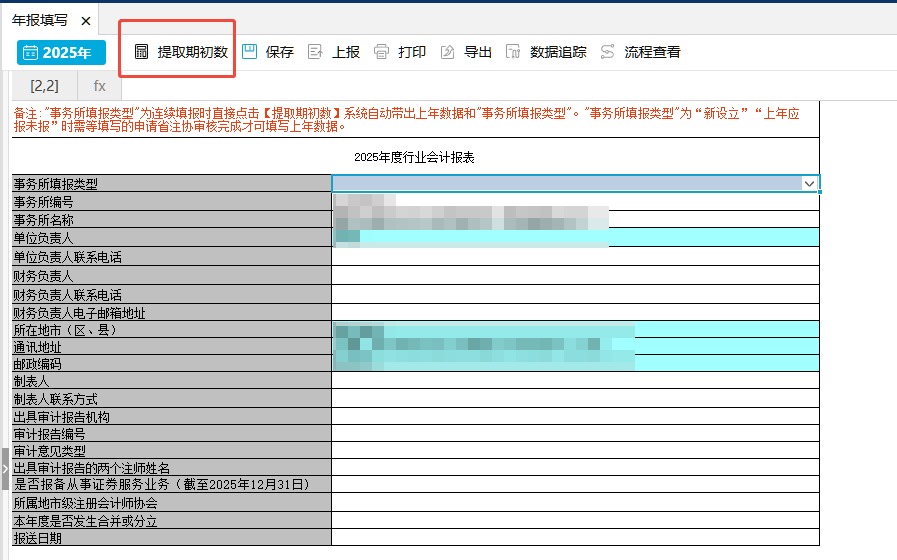 年报填写 ×
2025年 提取期初数 保存 上报 打印 导出 数据追踪 流程查看
[2,2] fx
备注:"事务所填报类型"为连续填报时直接点击【提取期初数】系统自动带出上年数据和"事务所填报类型"。"事务所填报类型"为“新设立”“上年应
报未报”时需等填写的申请省注协审核完成才可填写上年数据。
2025年度行业会计报表
事务所填报类型
事务所编号
事务所名称
单位负责人
单位负责人联系电话
财务负责人
财务负责人联系电话
财务负责人电子邮箱地址
所在地市（区、县）
通讯地址
邮政编码
制表人
制表人联系方式
出具审计报告机构
审计报告编号
审计意见类型
出具审计报告的两个注师姓名
是否报备从事证券服务业务（截至2025年12月31日）
所属地市级注册会计师协会
本年度是否发生合并或分立
报送日期